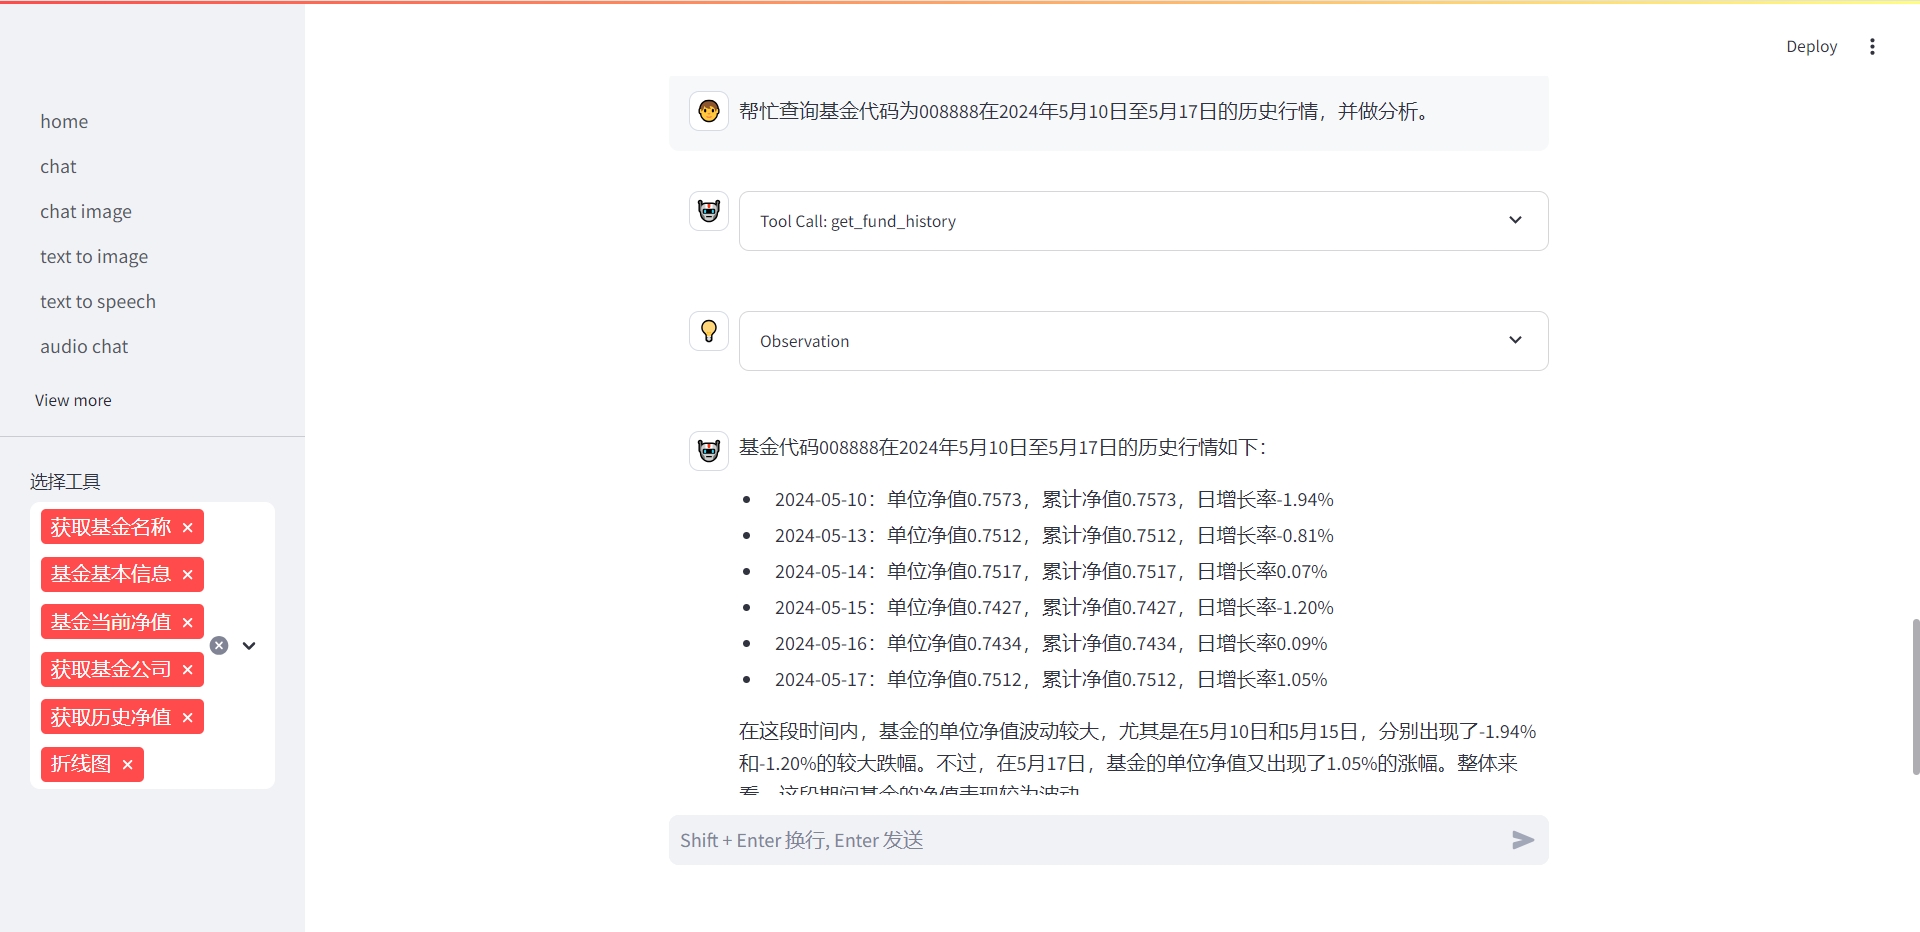 Deploy
home
chat
chat image
text to image
text to speech
audio chat
View more
选择工具
获取基金名称 ×
基金基本信息 ×
基金当前净值 ×
获取基金公司 ×
获取历史净值 ×
折线图 ×
帮忙查询基金代码为008888在2024年5月10日至5月17日的历史行情，并做分析。
Tool Call: get_fund_history
Observation
基金代码008888在2024年5月10日至5月17日的历史行情如下：
• 2024-05-10：单位净值0.7573，累计净值0.7573，日增长率-1.94%
• 2024-05-13：单位净值0.7512，累计净值0.7512，日增长率-0.81%
• 2024-05-14：单位净值0.7517，累计净值0.7517，日增长率0.07%
• 2024-05-15：单位净值0.7427，累计净值0.7427，日增长率-1.20%
• 2024-05-16：单位净值0.7434，累计净值0.7434，日增长率0.09%
• 2024-05-17：单位净值0.7512，累计净值0.7512，日增长率1.05%
在这段时间内，基金的单位净值波动较大，尤其是在5月10日和5月15日，分别出现了-1.94%
和-1.20%的较大跌幅。不过，在5月17日，基金的单位净值又出现了1.05%的涨幅。整体来
看，这段期间基金的净值表现较为波动
Shift + Enter 换行, Enter 发送